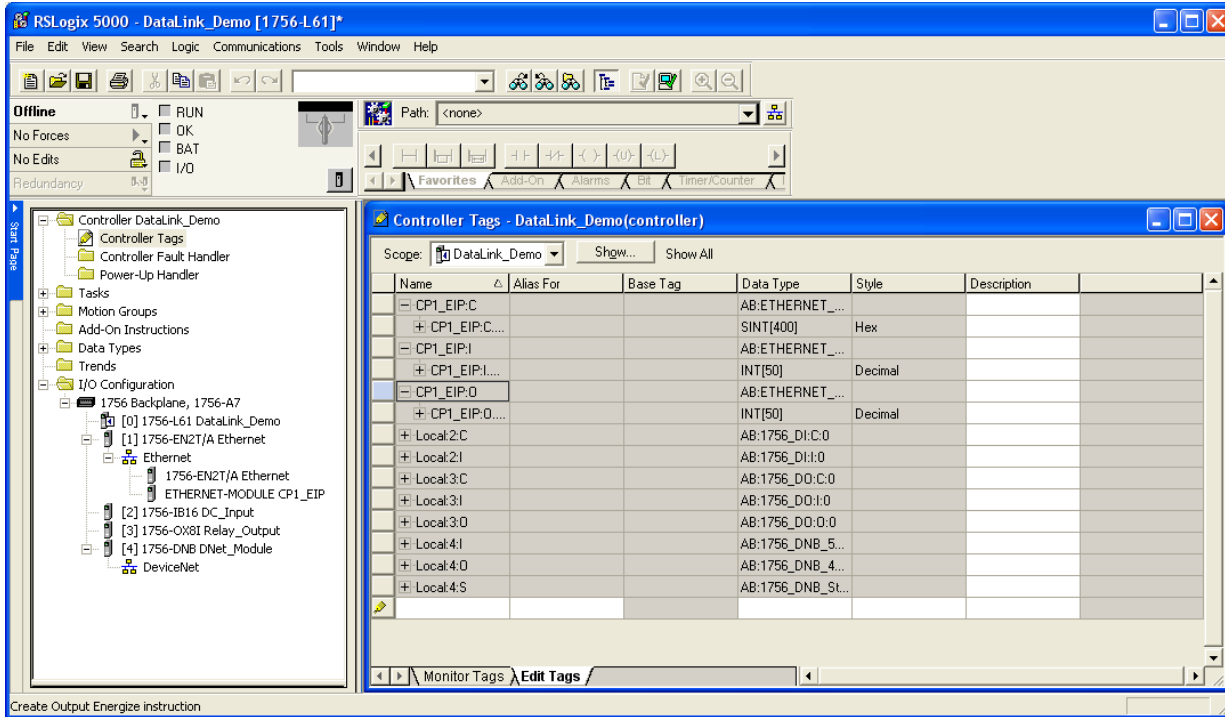 RSLogix 5000 - DataLink_Demo [1756-L61]*
File Edit View Search Logic Communications Tools Window Help
Offline
RUN
No Forces
OK
No Edits
BAT
Redundancy
I/O
Path: <none>
Favorites Add-On Alarms Bit Timer/Counter
Start Page
Controller DataLink_Demo
Controller Tags
Controller Fault Handler
Power-Up Handler
Tasks
Motion Groups
Add-On Instructions
Data Types
Trends
I/O Configuration
1756 Backplane, 1756-A7
[0] 1756-L61 DataLink_Demo
[1] 1756-EN2T/A Ethernet
Ethernet
1756-EN2T/A Ethernet
ETHERNET-MODULE CP1_EIP
[2] 1756-IB16 DC_Input
[3] 1756-OX8I Relay_Output
[4] 1756-DNB DNet_Module
DeviceNet
Controller Tags - DataLink_Demo(controller)
Scope: DataLink_Demo Show... Show All
Name Alias For Base Tag Data Type Style Description
CP1_EIP:C AB:ETHERNET_...
CP1_EIP:C.... SINT[400] Hex
CP1_EIP:I AB:ETHERNET_...
CP1_EIP:I.... INT[50] Decimal
CP1_EIP:O AB:ETHERNET_...
CP1_EIP:O.... INT[50] Decimal
Local:2:C AB:1756_DI:C:0
Local:2:I AB:1756_DI:I:0
Local:3:C AB:1756_DO:C:0
Local:3:I AB:1756_DO:I:0
Local:3:O AB:1756_DO:O:0
Local:4:I AB:1756_DNB_5...
Local:4:O AB:1756_DNB_4...
Local:4:S AB:1756_DNB_St...
Monitor Tags Edit Tags
Create Output Energize instruction